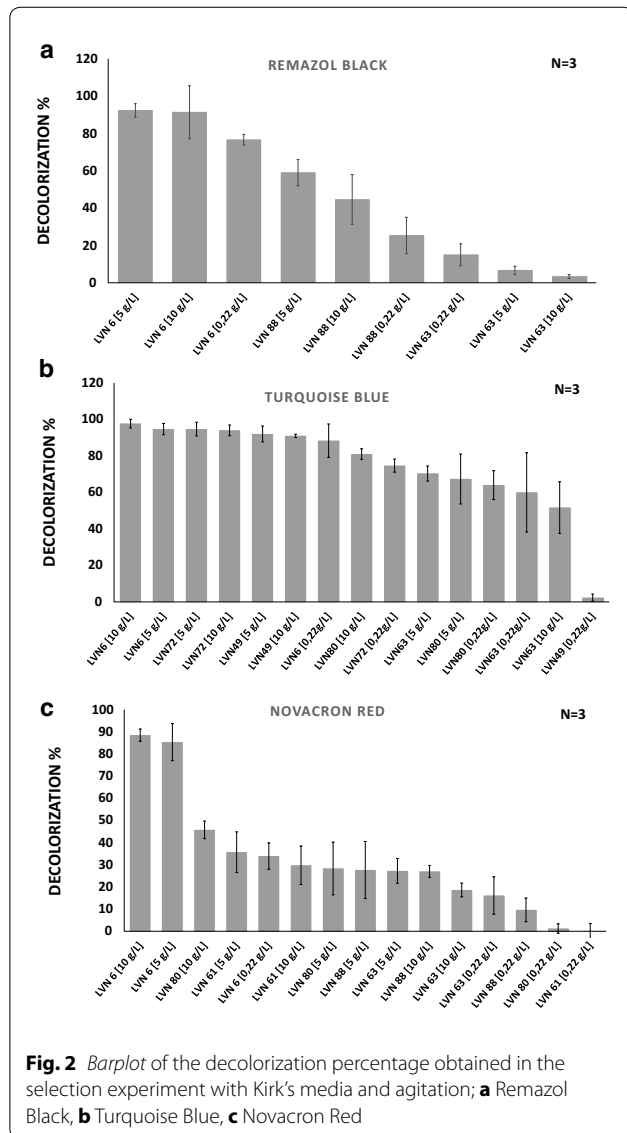 a
REMAZOL BLACK
N=3
DECOLORIZATION %
120
100
80
60
40
20
0
LVN 6 [5 g/L]
LVN 6 [10 g/L]
LVN 6 [0,22 g/L]
LVN 88 [5 g/L]
LVN 88 [10 g/L]
LVN 88 [0,22 g/L]
LVN 63 [0,22 g/L]
LVN 63 [5 g/L]
LVN 63 [10 g/L]
b
TURQUOISE BLUE
N=3
DECOLORIZATION %
120
100
80
60
40
20
0
LVN6 [10 g/L]
LVN6 [5 g/L]
LVN72 [5 g/L]
LVN72 [10 g/L]
LVN49 [5 g/L]
LVN49 [10 g/L]
LVN6 [0,22g/L]
LVN80 [10 g/L]
LVN72 [0,22g/L]
LVN63 [5 g/L]
LVN80 [5 g/L]
LVN80 [0,22g/L]
LVN63 [0,22g/L]
LVN63 [10 g/L]
LVN49 [0,22g/L]
c
NOVACRON RED
N=3
DECOLORIZATION %
100
90
80
70
60
50
40
30
20
10
0
LVN 6 [10 g/L]
LVN 6 [5 g/L]
LVN 80 [10 g/L]
LVN 61 [5 g/L]
LVN 6 [0,22 g/L]
LVN 61 [10 g/L]
LVN 80 [5 g/L]
LVN 88 [5 g/L]
LVN 63 [5 g/L]
LVN 88 [10 g/L]
LVN 63 [10 g/L]
LVN 63 [0,22 g/L]
LVN 88 [0,22 g/L]
LVN 80 [0,22 g/L]
LVN 61 [0,22 g/L]
Fig. 2 Barplot of the decolorization percentage obtained in the
selection experiment with Kirk's media and agitation; a Remazol
Black, b Turquoise Blue, c Novacron Red